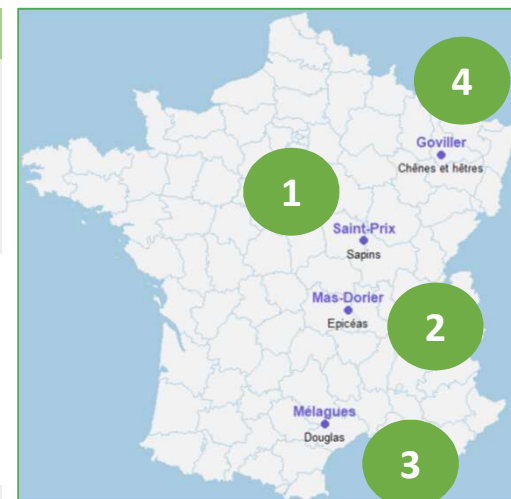 4
Goviller
Chênes et hêtres
1
Saint-Prix
Sapins
Mas-Dorier
Epicéas
2
Mélagues
Douglas
3